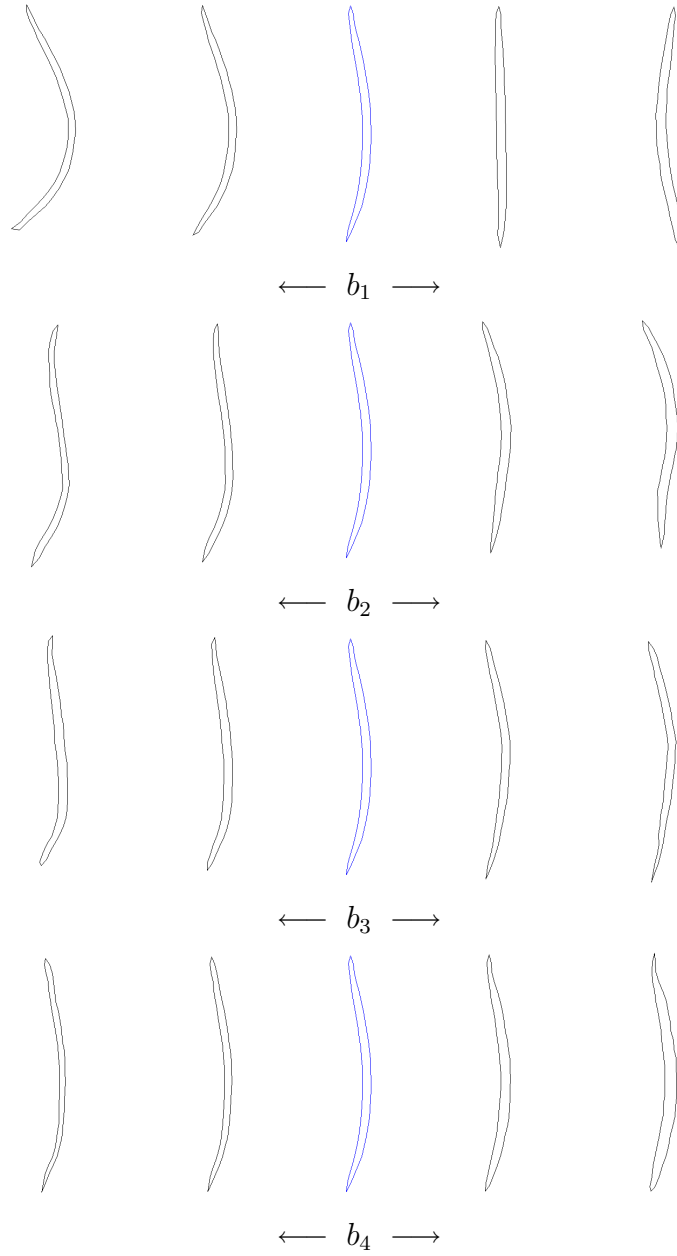 ← b₁ →
← b₂ →
← b₃ →
← b₄ →